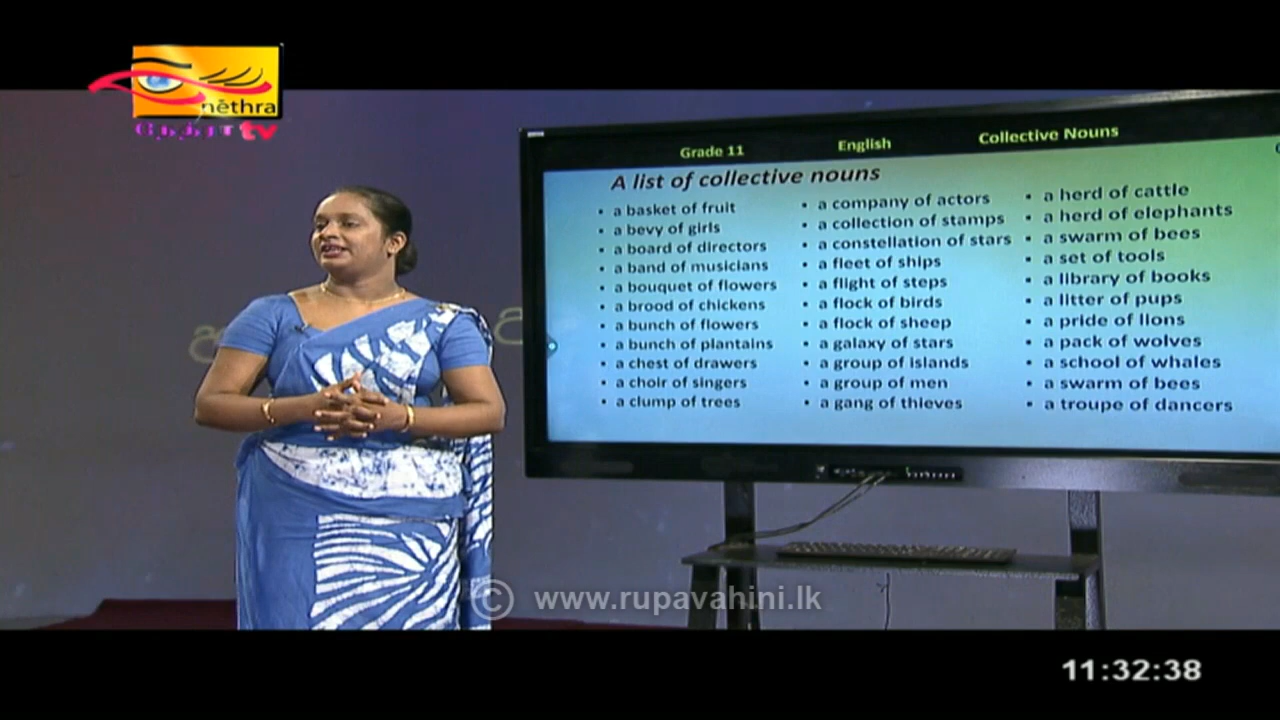 nēthra
நேத்ரா tv
Grade 11 English Collective Nouns
A list of collective nouns
• a basket of fruit
• a bevy of girls
• a board of directors
• a band of musicians
• a bouquet of flowers
• a brood of chickens
• a bunch of flowers
• a bunch of plantains
• a chest of drawers
• a choir of singers
• a clump of trees
• a company of actors
• a collection of stamps
• a constellation of stars
• a fleet of ships
• a flight of steps
• a flock of birds
• a flock of sheep
• a galaxy of stars
• a group of islands
• a group of men
• a gang of thieves
• a herd of cattle
• a herd of elephants
• a swarm of bees
• a set of tools
• a library of books
• a litter of pups
• a pride of lions
• a pack of wolves
• a school of whales
• a swarm of bees
• a troupe of dancers
© www.rupavahini.lk
11:32:38